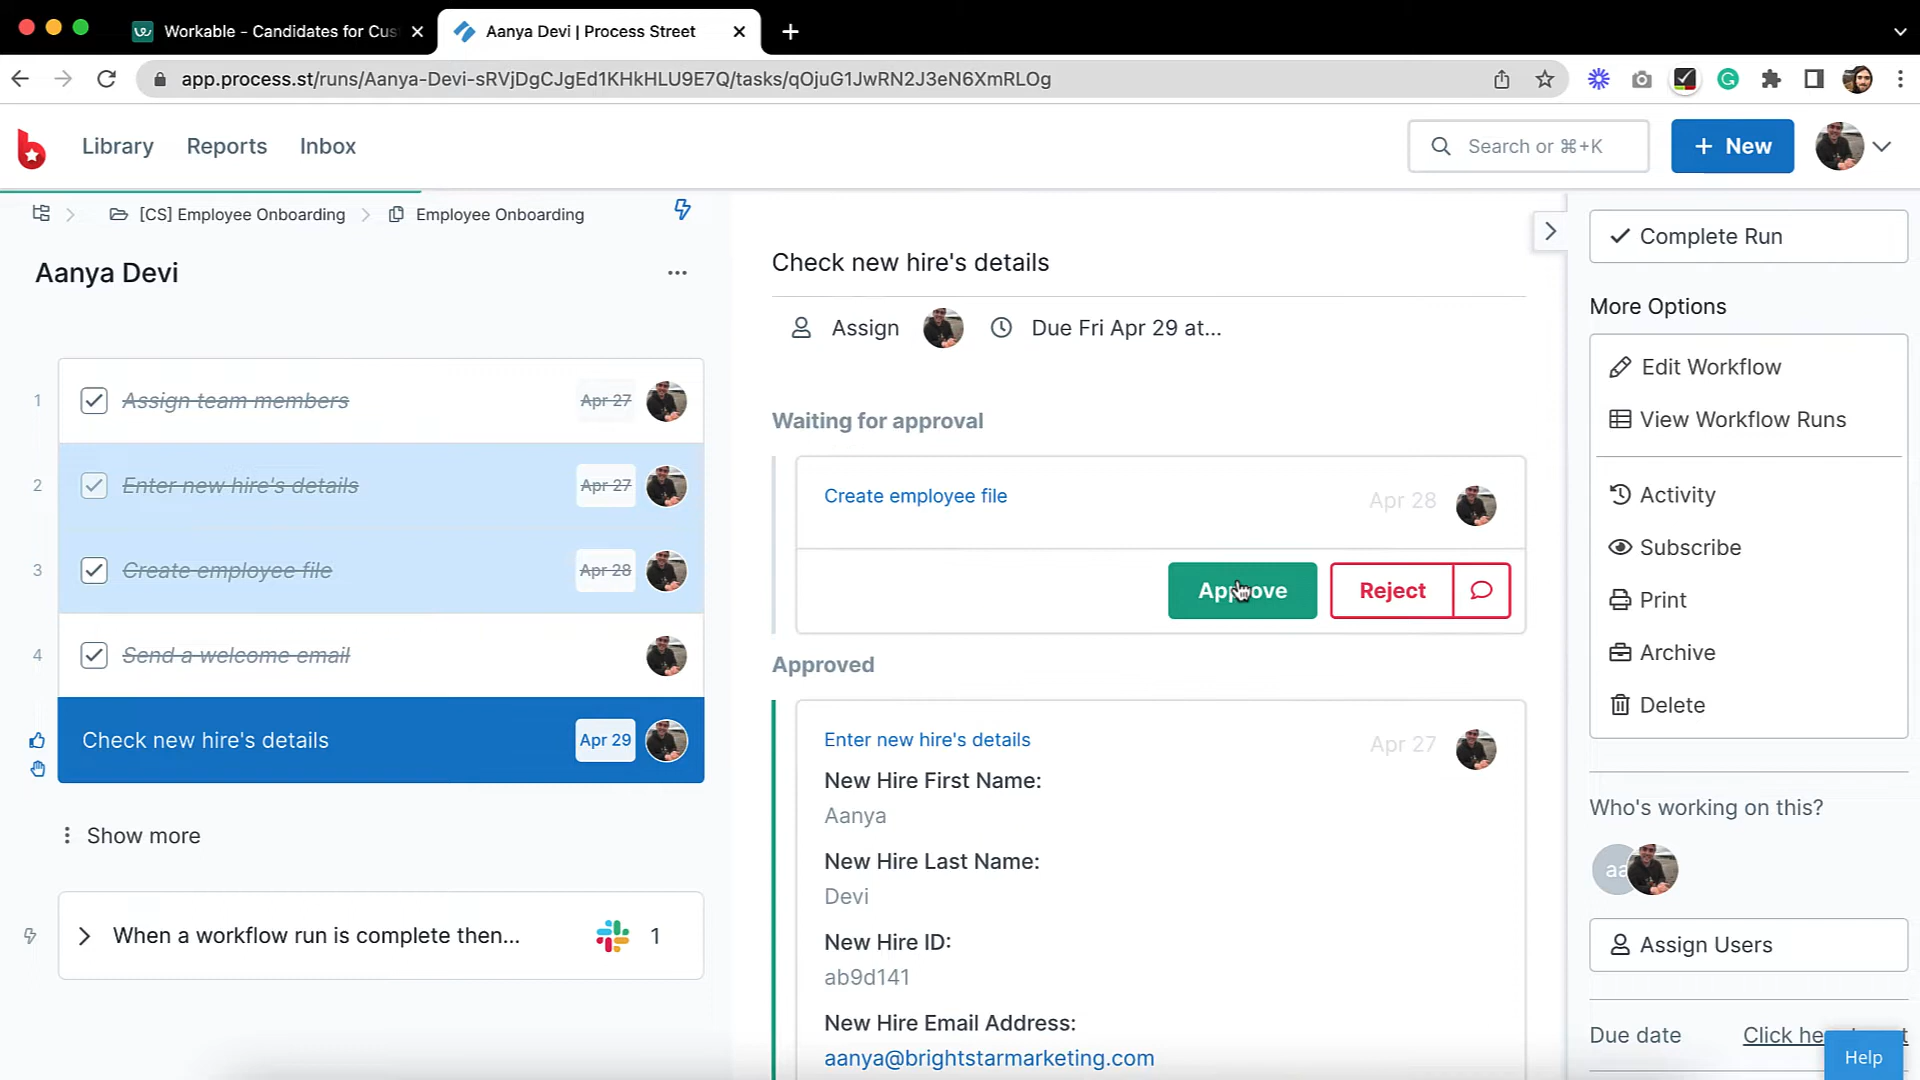 Workable - Candidates for Cus
Aanya Devi | Process Street
app.process.st/runs/Aanya-Devi-sRVjDgCJgEd1KHkHLU9E7Q/tasks/qOjuG1JwRN2J3eN6XmRLOg
Library
Reports
Inbox
Search or ⌘+K
+ New
[CS] Employee Onboarding
Employee Onboarding
Aanya Devi
...
1 Assign team members Apr 27
2 Enter new hire's details Apr 27
3 Create employee file Apr 28
4 Send a welcome email
Check new hire's details Apr 29
Show more
When a workflow run is complete then... 1
Check new hire's details
Assign
Due Fri Apr 29 at...
Waiting for approval
Create employee file
Apr 28
Approve
Reject
Approved
Enter new hire's details
Apr 27
New Hire First Name:
Aanya
New Hire Last Name:
Devi
New Hire ID:
ab9d141
New Hire Email Address:
aanya@brightstarmarketing.com
Complete Run
More Options
Edit Workflow
View Workflow Runs
Activity
Subscribe
Print
Archive
Delete
Who's working on this?
Assign Users
Due date
Click
Help